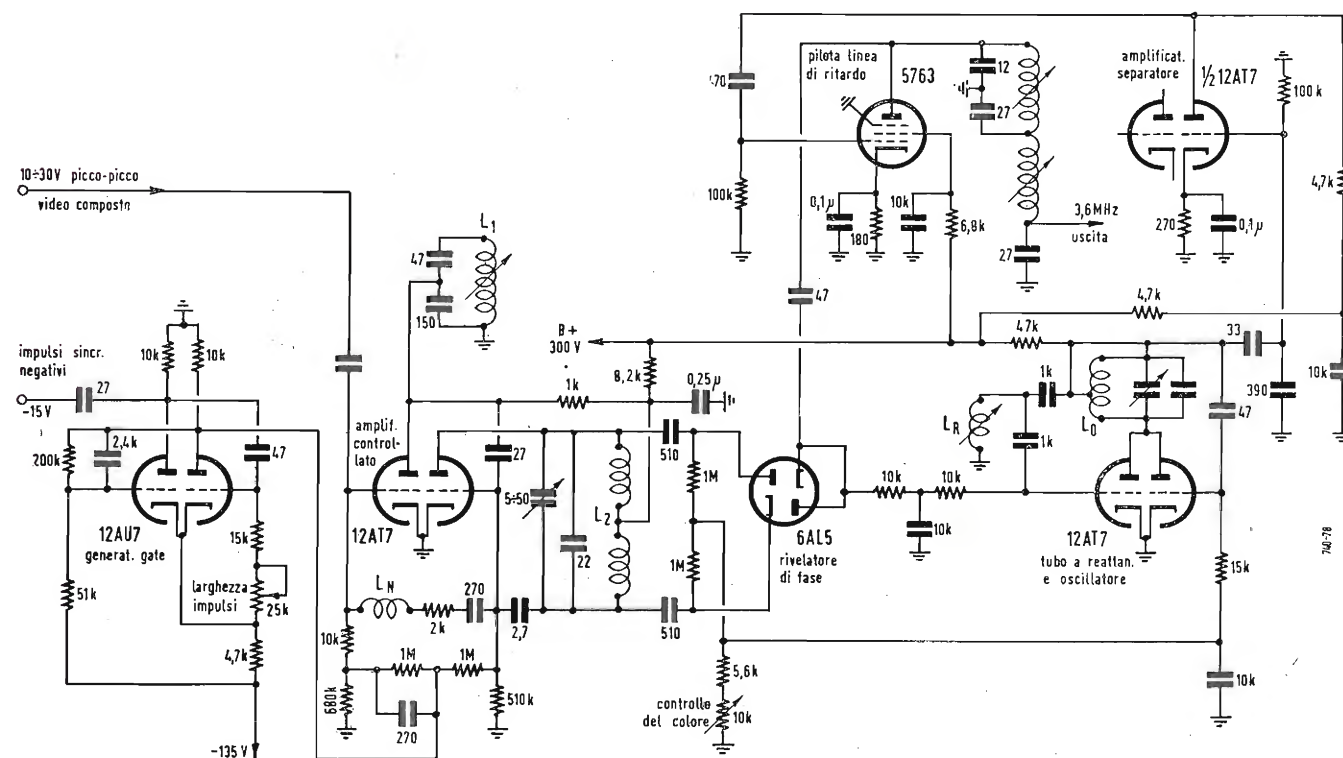 10÷30V picco-picco
video composto
impulsi sincr.
negativi
-15V
27
10k
10k
200k
2,4k
47
12AU7
generat. gate
15k
larghezza
impulsi
25k
51k
4,7k
-135 V
L1
47
150
B+
300 V
1k
8,2k
0,25µ
amplif.
control-
lato
27
12AT7
5÷50
22
L2
510
1M
1M
510
LN
2k
270
2,7
10k
1M
1M
680k
270
510k
5,6k
controllo
del colore
10k
6AL5
rivelatore
di fase
47
10k
10k
10k
470
100k
pilota linea
di ritardo
5763
0,1µ
180
10k
6,8k
12
27
27
3,6MHz
uscita
amplificat.
separatore
½ 12AT7
100k
270
0,1µ
4,7k
4,7k
47k
33
390
10k
1k
1k
LR
LO
47
12AT7
tubo a reattan.
e oscillatore
15k
10k
740-78